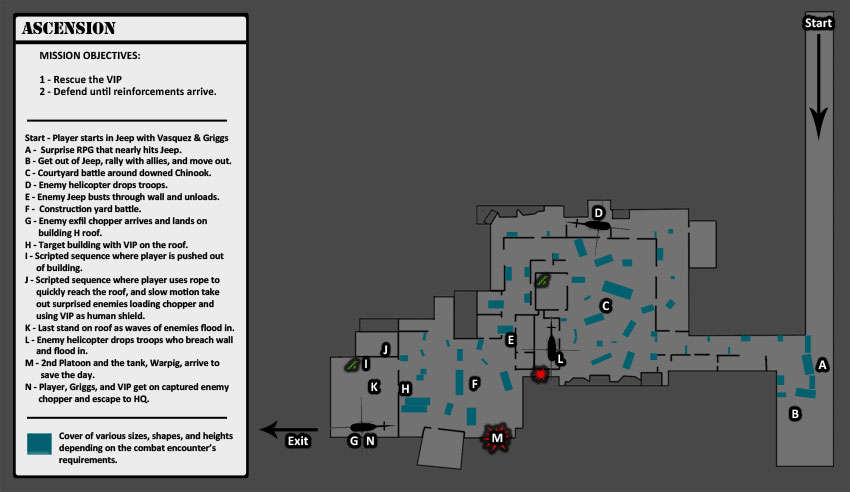 ASCENSION
MISSION OBJECTIVES:
1 - Rescue the VIP
2 - Defend until reinforcements arrive.
Start - Player starts in Jeep with Vasquez & Griggs
A - Surprise RPG that nearly hits Jeep.
B - Get out of Jeep, rally with allies, and move out.
C - Courtyard battle around downed Chinook.
D - Enemy helicopter drops troops.
E - Enemy Jeep busts through wall and unloads.
F - Construction yard battle.
G - Enemy exfil chopper arrives and lands on
building H roof.
H - Target building with VIP on the roof.
I - Scripted sequence where player is pushed out
of building.
J - Scripted sequence where player uses rope to
quickly reach the roof, and slow motion take
out surprised enemies loading chopper and
using VIP as human shield.
K - Last stand on roof as waves of enemies flood in.
L - Enemy helicopter drops troops who breach wall
and flood in.
M - 2nd Platoon and the tank, Warpig, arrive to
save the day.
N - Player, Griggs, and VIP get on captured enemy
chopper and escape to HQ.
Cover of various sizes, shapes, and heights
depending on the combat encounter's
requirements.
Start
D
C
E
L
A
J
I
K
H
F
B
G N
M
Exit